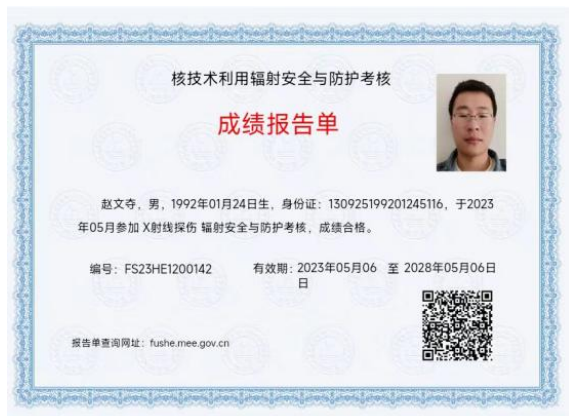 核技术利用辐射安全与防护考核
成绩报告单
赵文夺，男，1992年01月24日生，身份证：130925199201245116，于2023
年05月参加 X射线探伤 辐射安全与防护考核，成绩合格。
编号：FS23HE1200142 有效期：2023年05月06日 至 2028年05月06日
报告单查询网址：fushe.mee.gov.cn